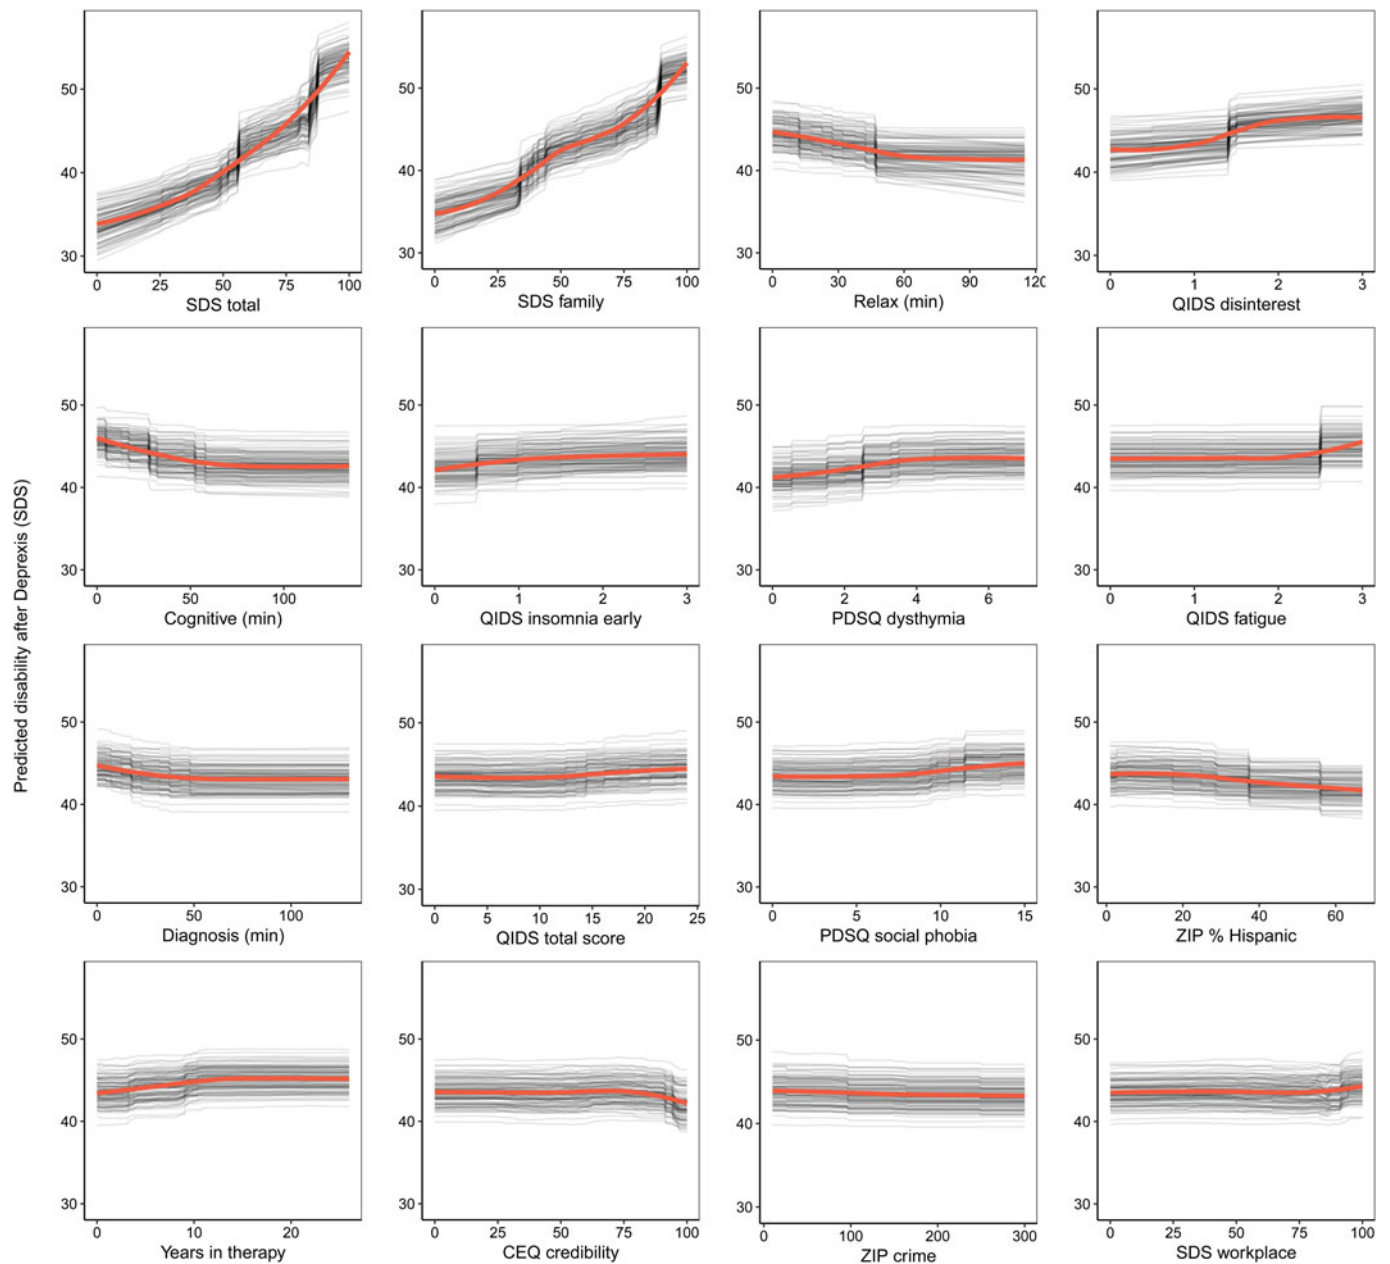 50
40
30
0 25 50 75 100
SDS total
50
40
30
0 25 50 75 100
SDS family
50
40
30
0 30 60 90 12
Relax (min)
50
40
30
0 1 2 3
QIDS disinterest
50
40
30
0 50 100
Cognitive (min)
50
40
30
0 1 2 3
QIDS insomnia early
50
40
30
0 2 4 6
PDSQ dysthymia
50
40
30
0 1 2 3
QIDS fatigue
Predicted disability after Deprexis (SDS)
50
40
30
0 50 100
Diagnosis (min)
50
40
30
0 5 10 15 20 25
QIDS total score
50
40
30
0 5 10 15
PDSQ social phobia
50
40
30
0 20 40 60
ZIP % Hispanic
50
40
30
0 10 20
Years in therapy
50
40
30
0 25 50 75 100
CEQ credibility
50
40
30
0 100 200 300
ZIP crime
50
40
30
0 25 50 75 100
SDS workplace